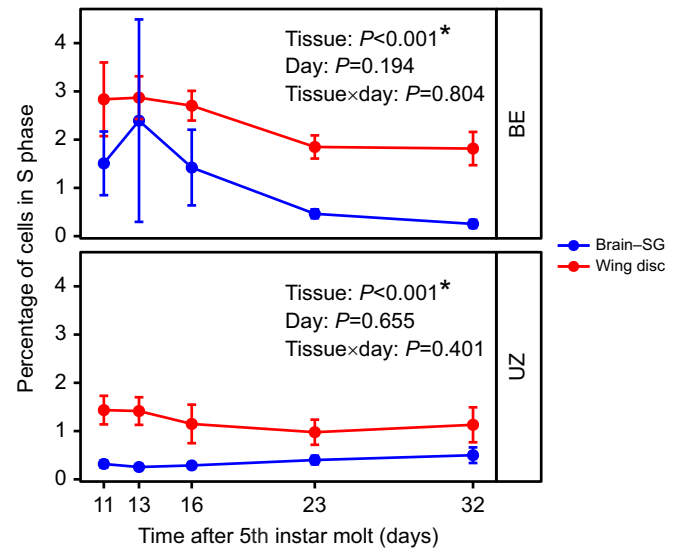 Percentage of cells in S phase
4
3
2
1
0
Tissue: P<0.001*
Day: P=0.194
Tissue×day: P=0.804
BE
4
3
2
1
0
Tissue: P<0.001*
Day: P=0.655
Tissue×day: P=0.401
UZ
11 13 16 23 32
Time after 5th instar molt (days)
Brain–SG
Wing disc